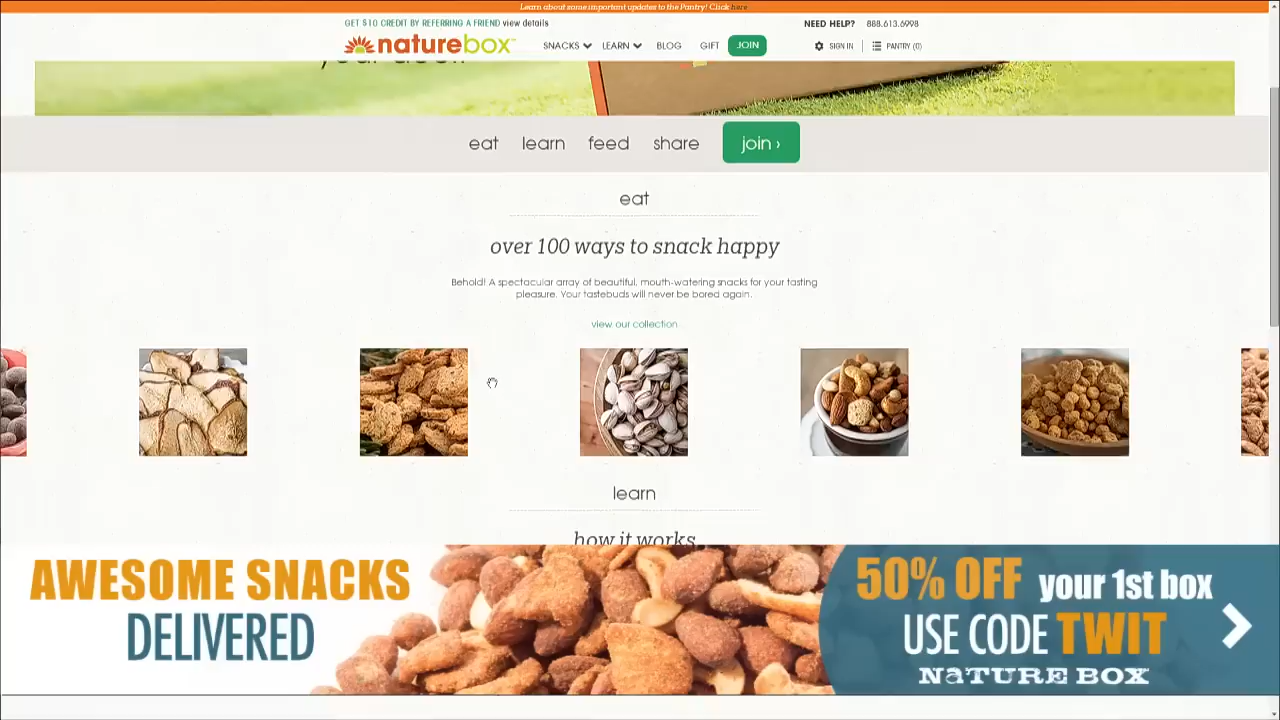 Learn about some important updates to the Pantry! Click here
GET $10 CREDIT BY REFERRING A FRIEND view details
NEED HELP? 888.613.6998
naturebox
SNACKS LEARN BLOG GIFT JOIN
SIGN IN PANTRY (0)
eat learn feed share join ›
eat
over 100 ways to snack happy
Behold! A spectacular array of beautiful, mouth-watering snacks for your tasting
pleasure. Your tastebuds will never be bored again.
view our collection
learn
how it works
AWESOME SNACKS
DELIVERED
50% OFF your 1st box
USE CODE TWIT
NATURE BOX